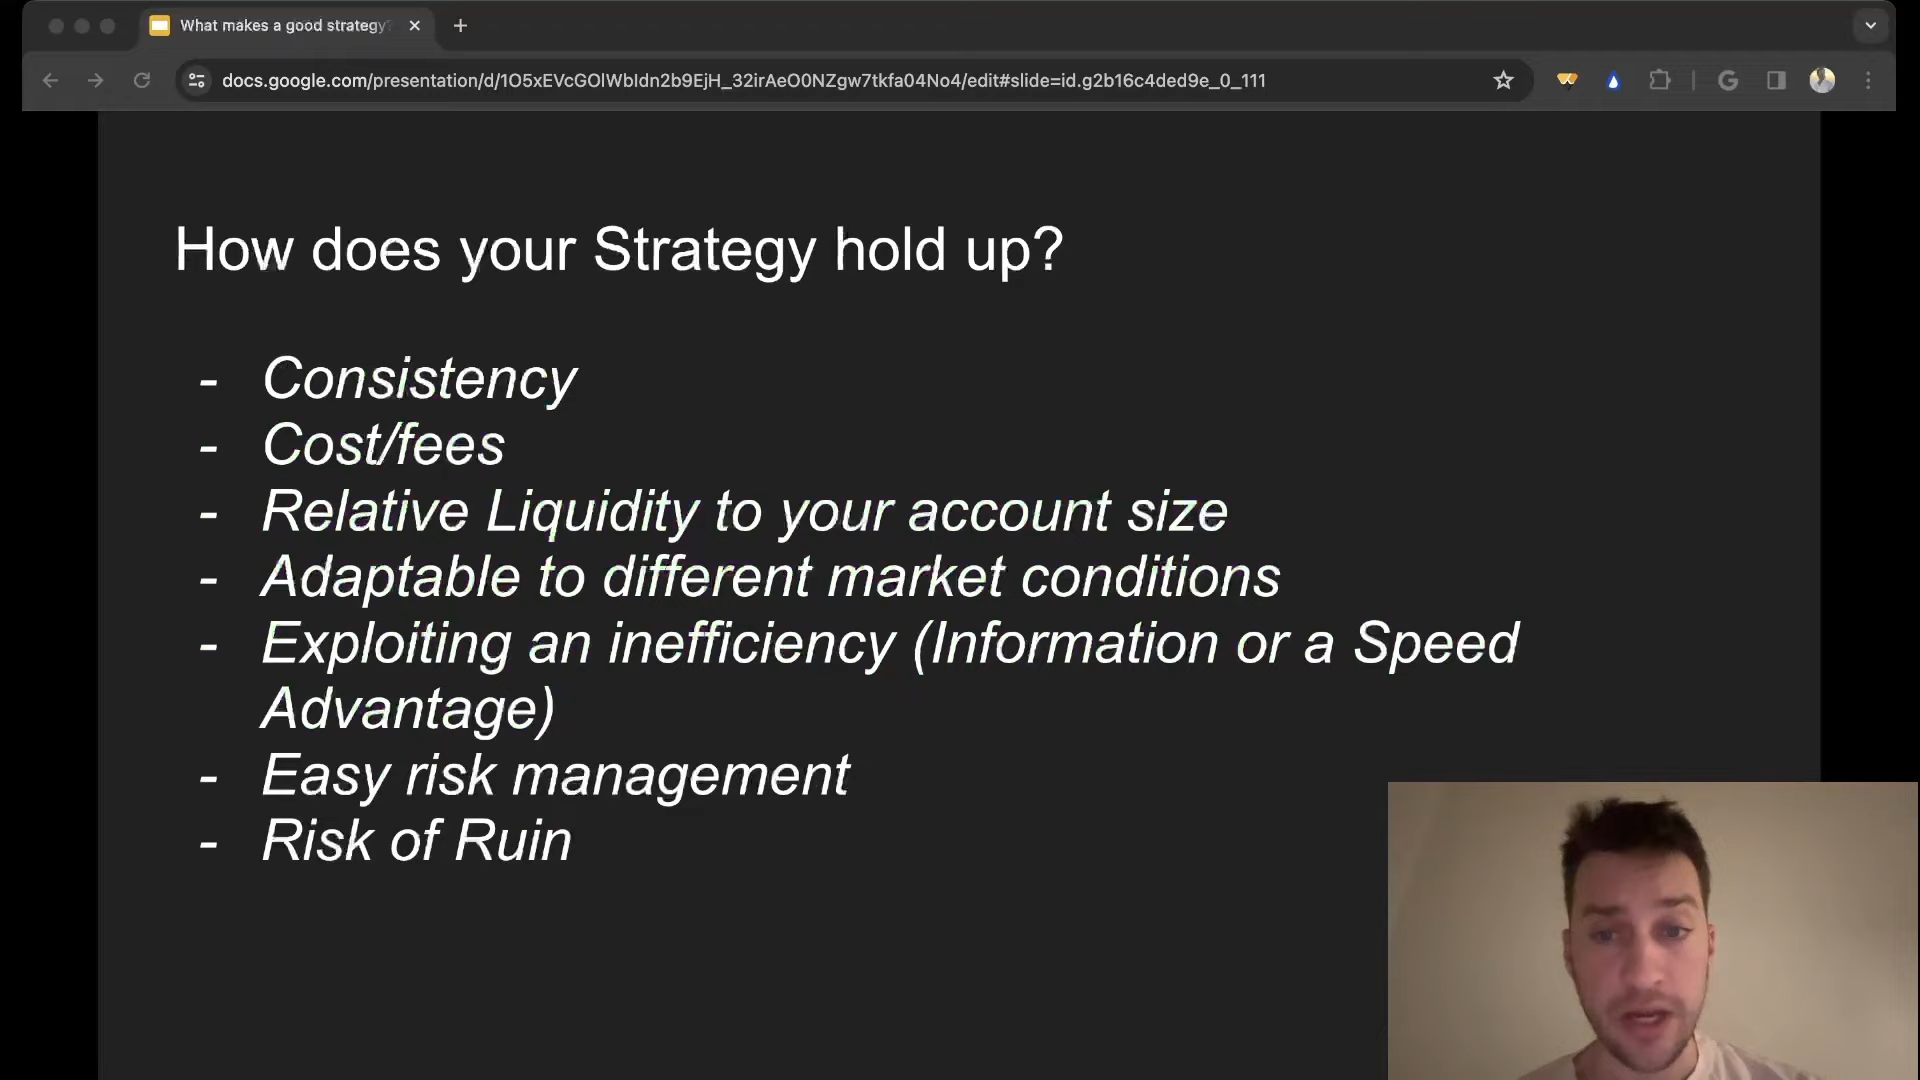 What makes a good strategy?
docs.google.com/presentation/d/1O5xEVcGOlWbIdn2b9EjH_32irAeO0NZgw7tkfa04No4/edit#slide=id.g2b16c4ded9e_0_111
How does your Strategy hold up?
- Consistency
- Cost/fees
- Relative Liquidity to your account size
- Adaptable to different market conditions
- Exploiting an inefficiency (Information or a Speed
Advantage)
- Easy risk management
- Risk of Ruin